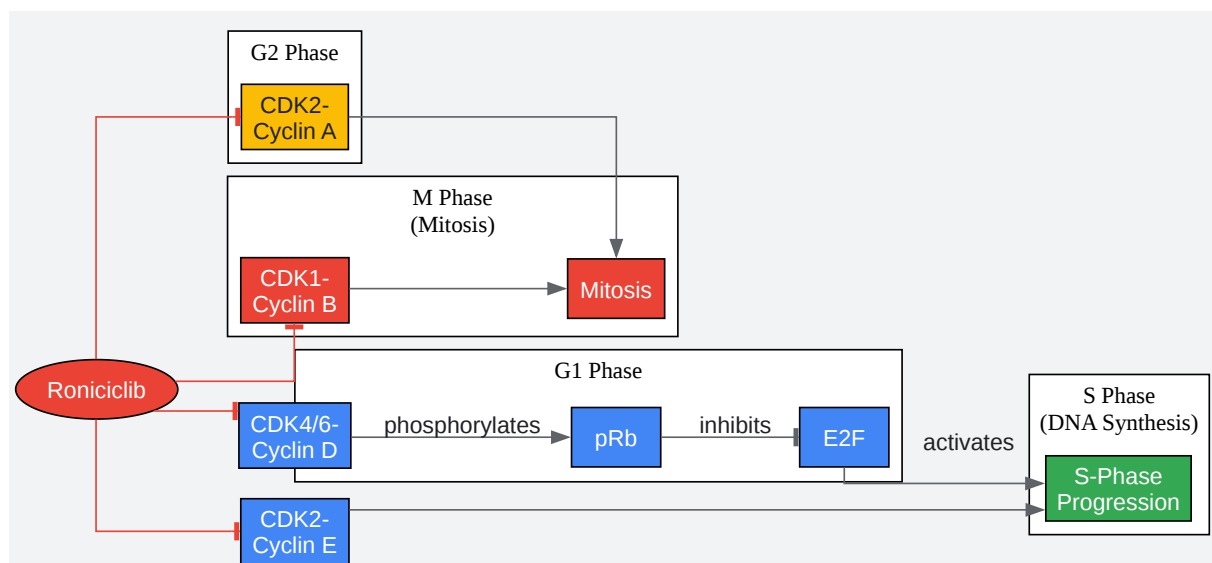 G2 Phase
CDK2-
Cyclin A
M Phase
(Mitosis)
CDK1-
Cyclin B
Mitosis
Roniciclib
G1 Phase
CDK4/6-
Cyclin D
phosphorylates
pRb
inhibits
E2F
activates
S Phase
(DNA Synthesis)
S-Phase
Progression
CDK2-
Cyclin E